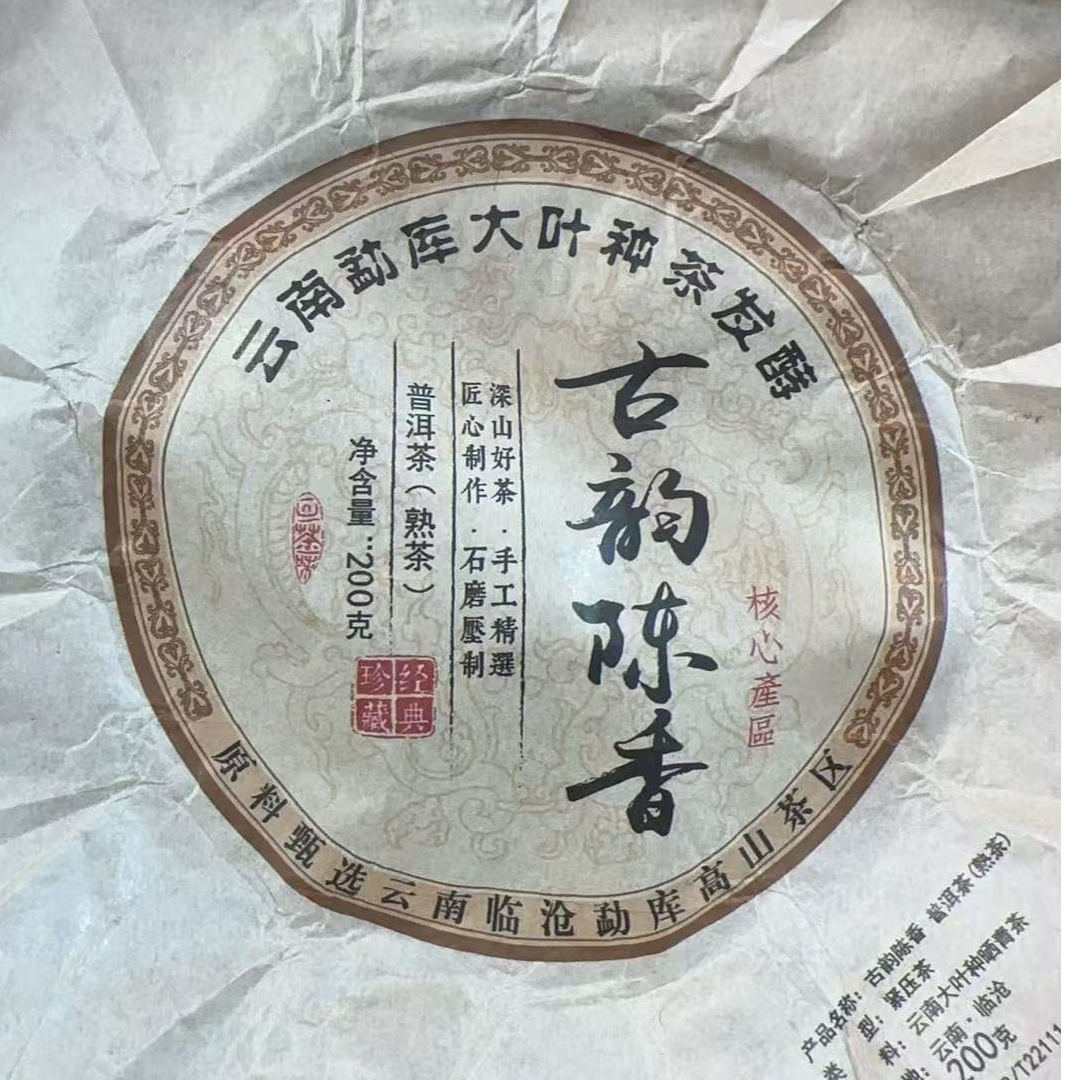 云南勐库大叶种茶发酵
古韵陈香
核心產區
深山好茶·手工精選
匠心制作·石磨壓制
普洱茶（熟茶）
净含量：200克
经典
珍藏
原料甄选云南临沧勐库高山茶区
产品名称：古韵陈香 普洱茶（熟茶）
类 型：紧压茶
料：云南大叶种晒青茶
地：云南·临沧
200克
/T22111